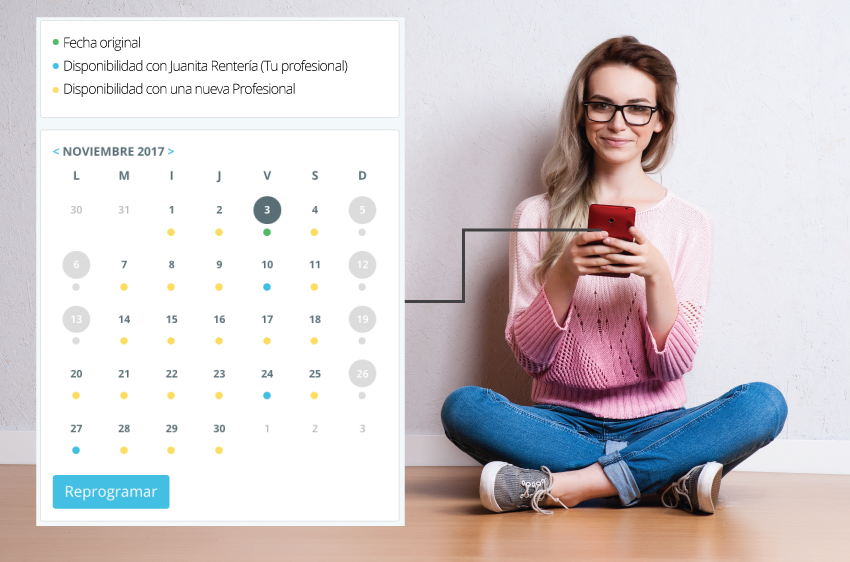 Fecha original
Disponibilidad con Juanita Rentería (Tu profesional)
Disponibilidad con una nueva Profesional
< NOVIEMBRE 2017 >
L M I J V S D
30 31 1 2 3 4 5
6 7 8 9 10 11 12
13 14 15 16 17 18 19
20 21 22 23 24 25 26
27 28 29 30 1 2 3
Reprogramar